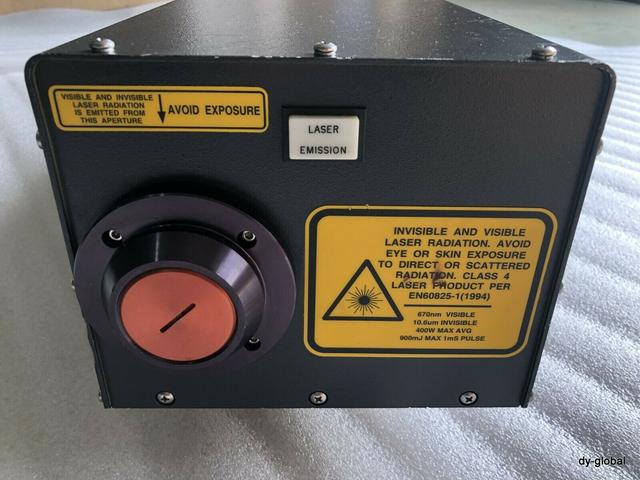 VISIBLE AND INVISIBLE
LASER RADIATION
IS EMITTED FROM
THIS APERTURE
AVOID EXPOSURE
LASER
EMISSION
INVISIBLE AND VISIBLE
LASER RADIATION. AVOID
EYE OR SKIN EXPOSURE
TO DIRECT OR SCATTERED
RADIATION. CLASS 4
LASER PRODUCT PER
EN60825-1(1994)
670nm VISIBLE
10.6um INVISIBLE
400W MAX AVG
900mJ MAX 1mS PULSE
dy-global